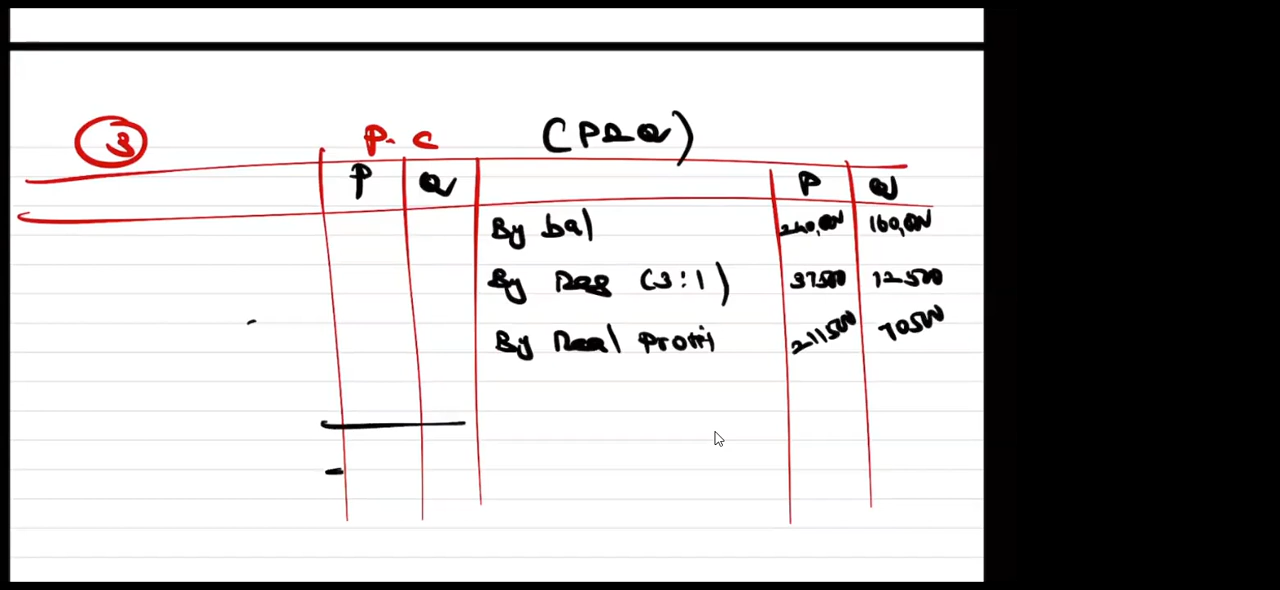 3 P. C (P & Q)
P Q P Q
By bal 240,000 160,000
By Res (3:1) 37500 12500
By Real Profit 211500 70500